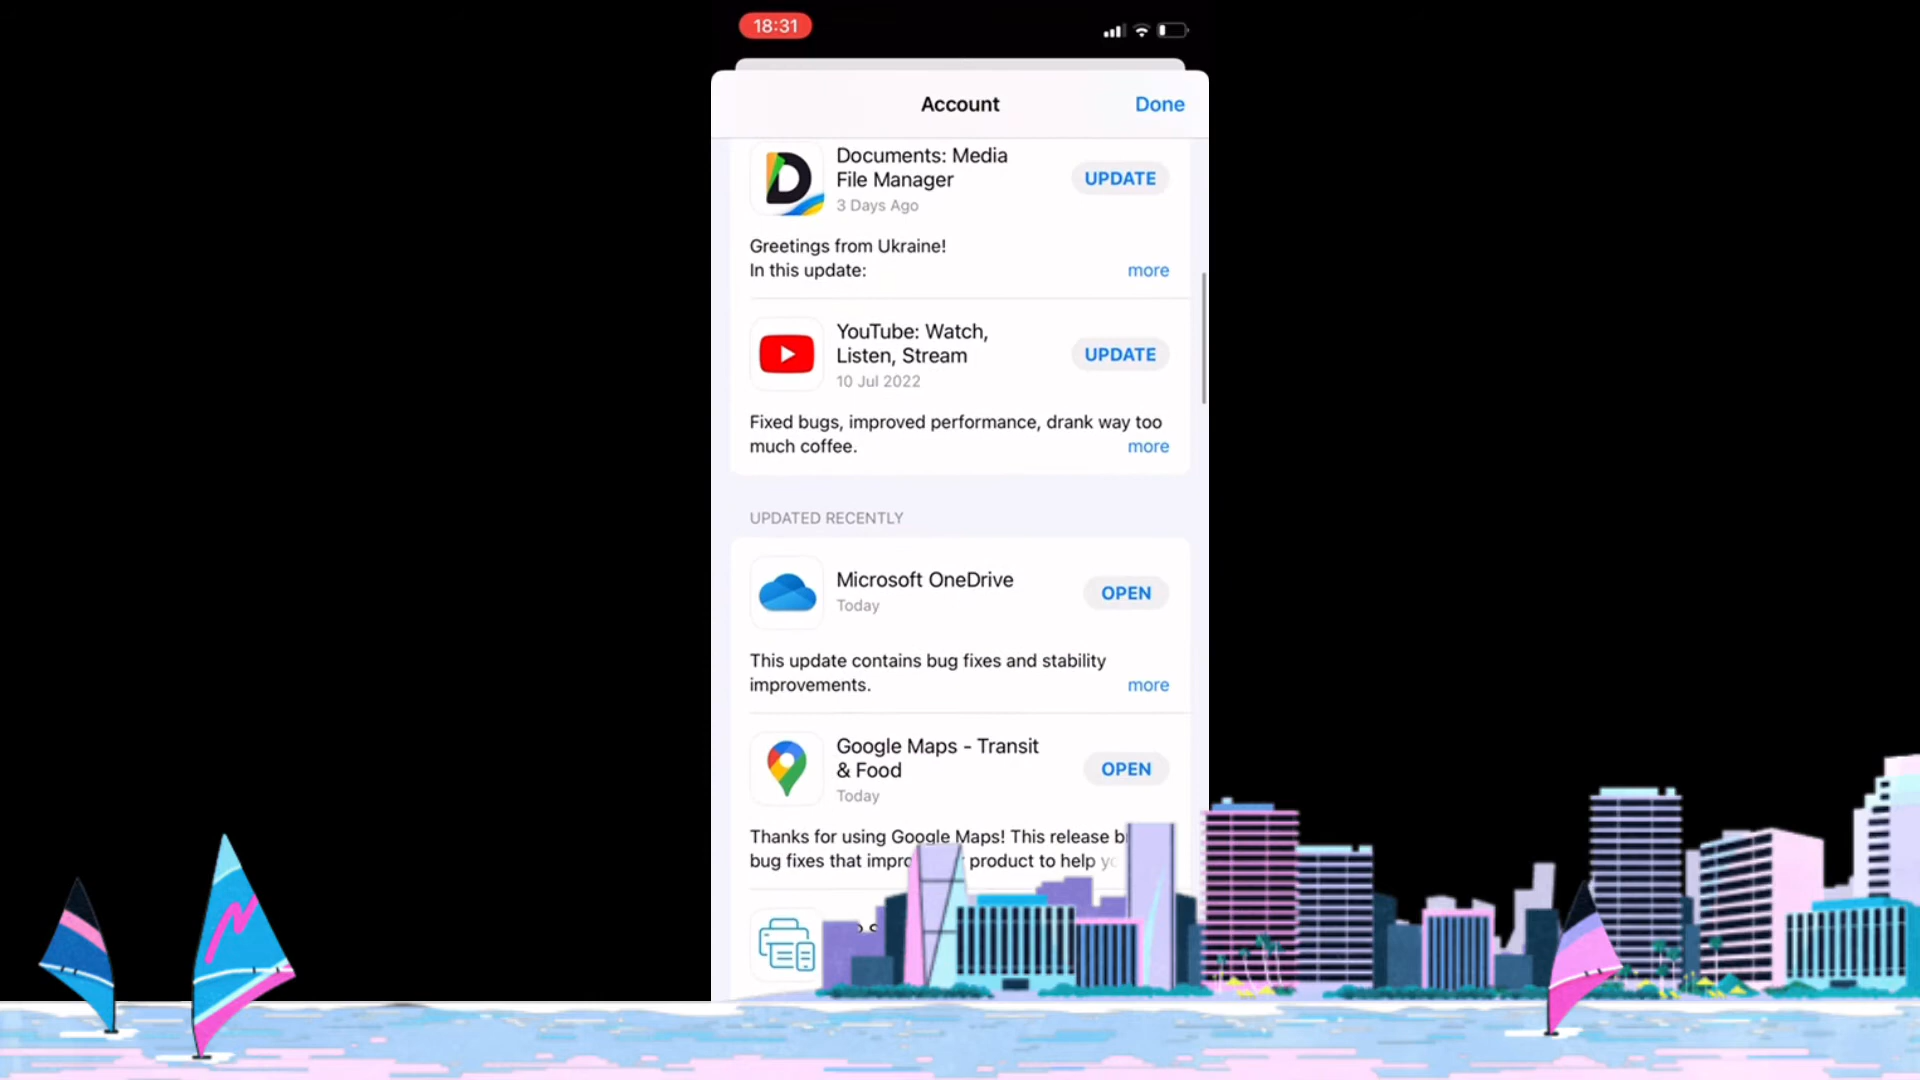 18:31
Account
Done
Documents: Media
File Manager
3 Days Ago
UPDATE
Greetings from Ukraine!
In this update:
more
YouTube: Watch,
Listen, Stream
10 Jul 2022
UPDATE
Fixed bugs, improved performance, drank way too
much coffee.
more
UPDATED RECENTLY
Microsoft OneDrive
Today
OPEN
This update contains bug fixes and stability
improvements.
more
Google Maps - Transit
& Food
Today
OPEN
Thanks for using Google Maps! This release
bug fixes that product to help